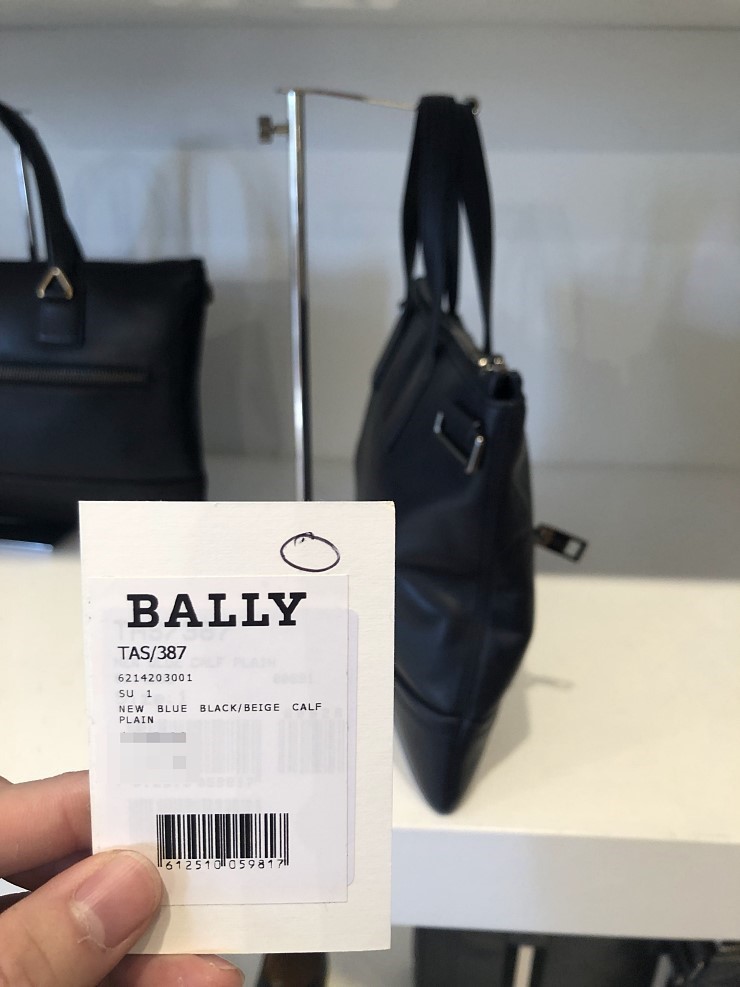 BALLY
TAS/387
6214203001
SU 1
NEW BLUE BLACK/BEIGE CALF
PLAIN
612510 059817